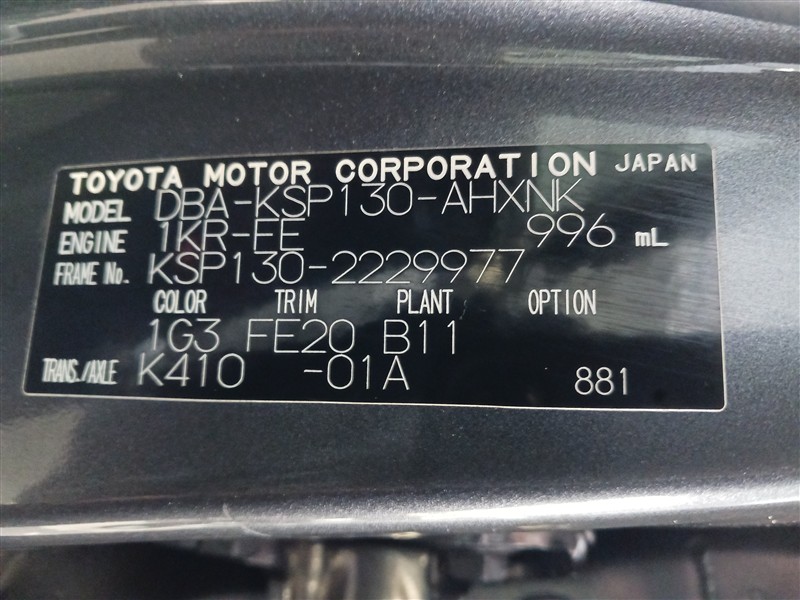 TOYOTA MOTOR CORPORATION JAPAN
MODEL DBA-KSP130-AHXNK
ENGINE 1KR-FE 996 mL
FRAME No. KSP130-2229977
COLOR TRIM PLANT OPTION
1G3 FE20 B11
TRANS./AXLE K410 -01A 881